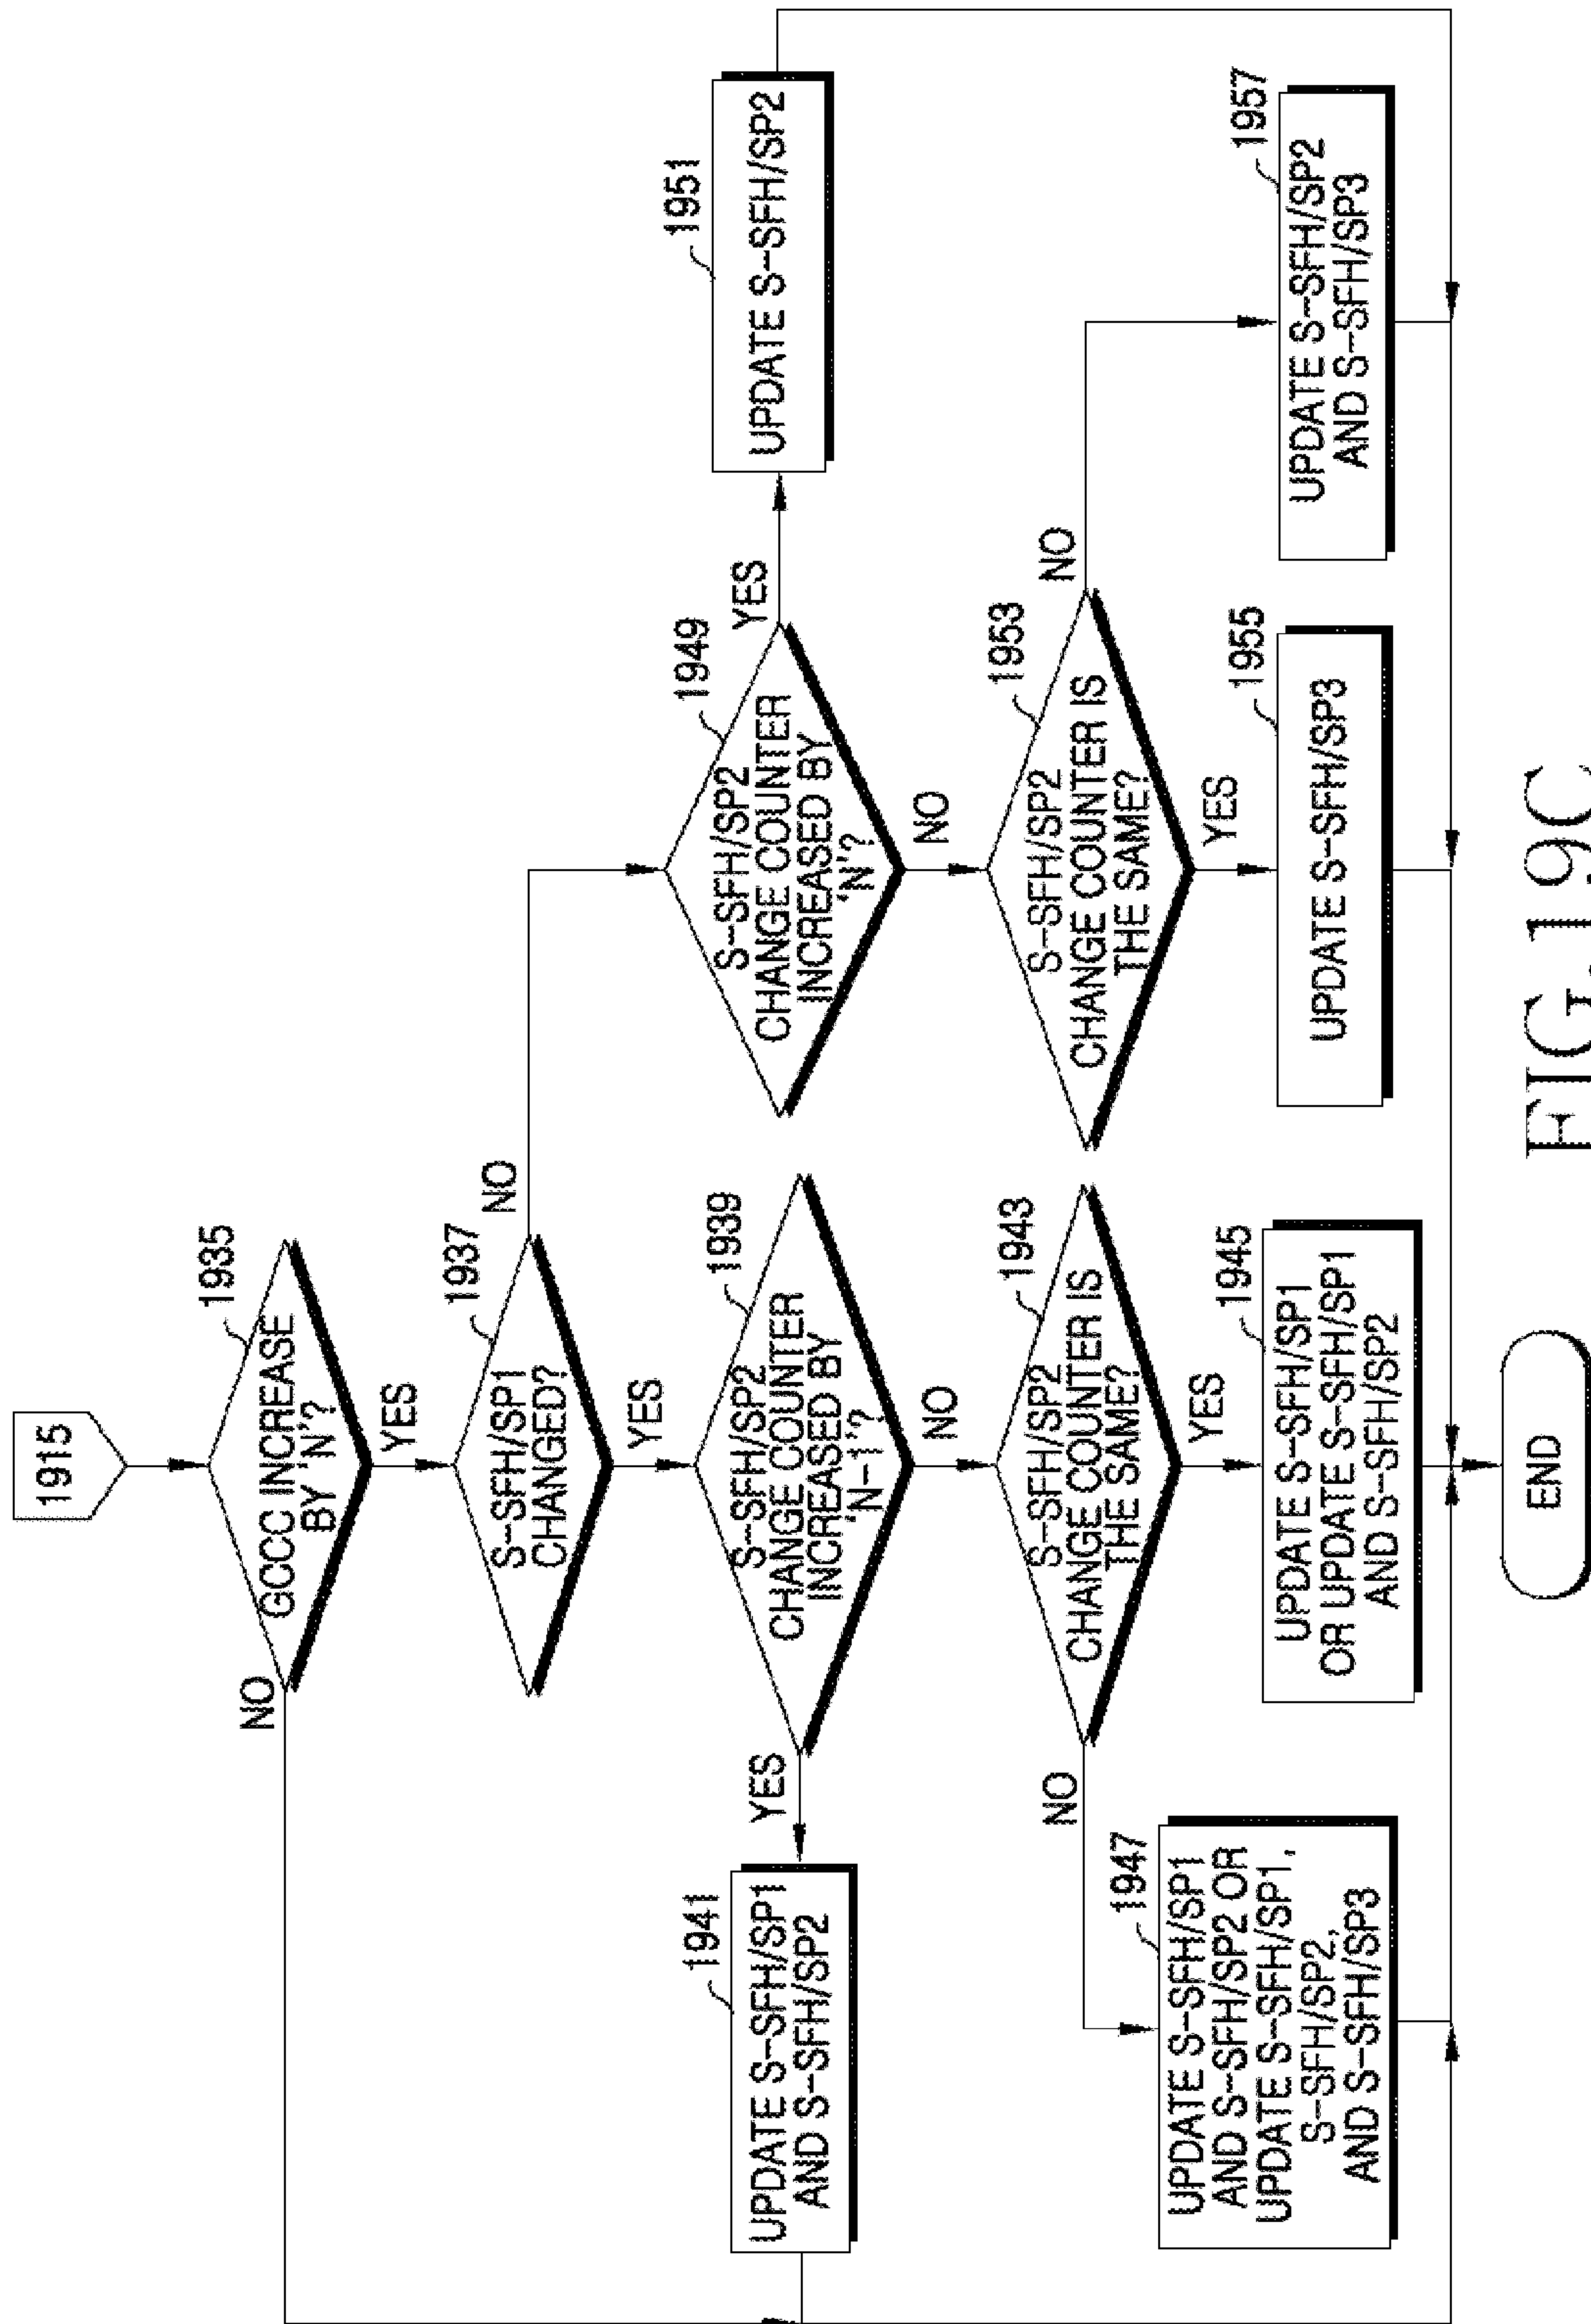 1915
1935
GCCC INCREASE
BY 'N'?
NO
YES
1937
S-SFH/SP1
CHANGED?
NO
YES
1939
S-SFH/SP2
CHANGE COUNTER
INCREASED BY
'N-1'?
YES
NO
1941
UPDATE S-SFH/SP1
AND S-SFH/SP2
1943
S-SFH/SP2
CHANGE COUNTER IS
THE SAME?
NO
YES
1947
UPDATE S-SFH/SP1
AND S-SFH/SP2 OR
UPDATE S-SFH/SP1,
S-SFH/SP2,
AND S-SFH/SP3
1945
UPDATE S-SFH/SP1
OR UPDATE S-SFH/SP1
AND S-SFH/SP2
1949
S-SFH/SP2
CHANGE COUNTER
INCREASED BY
'N'?
YES
NO
1951
UPDATE S-SFH/SP2
1953
S-SFH/SP2
CHANGE COUNTER IS
THE SAME?
NO
YES
1955
UPDATE S-SFH/SP3
1957
UPDATE S-SFH/SP2
AND S-SFH/SP3
END
FIG.19C